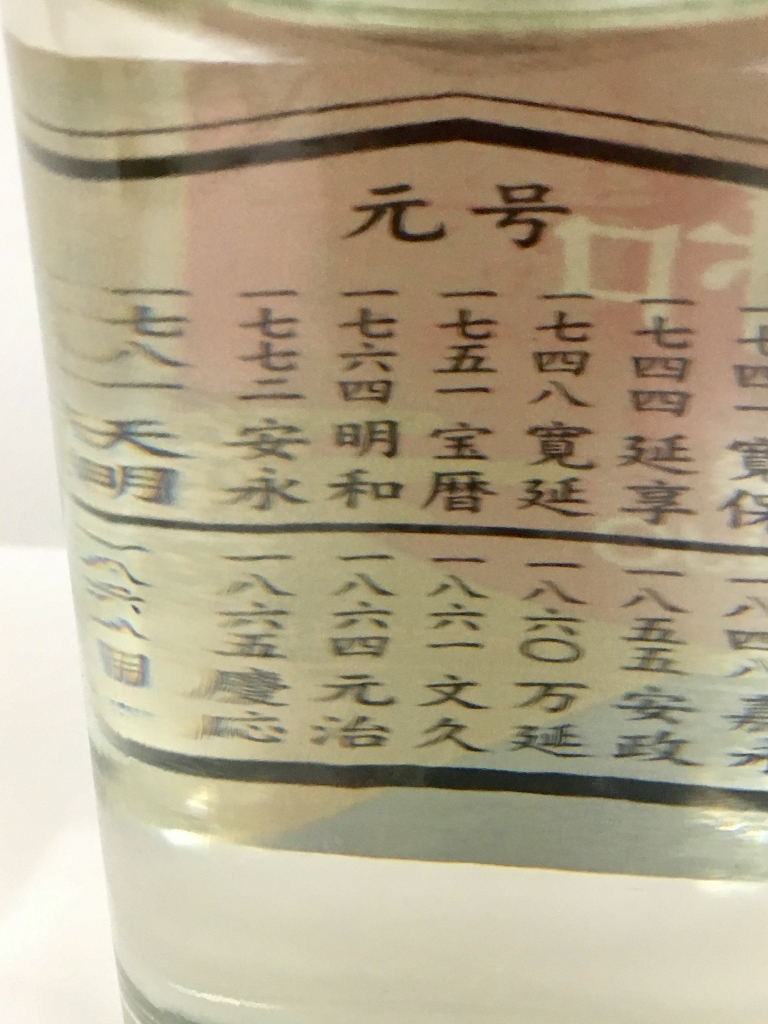 元号
一七四四延享
一七四八寛延
一七五一宝暦
一七六四明和
一七七二安永
一七八一天明
一八五五安政
一八六〇万延
一八六一文久
一八六四元治
一八六五慶応